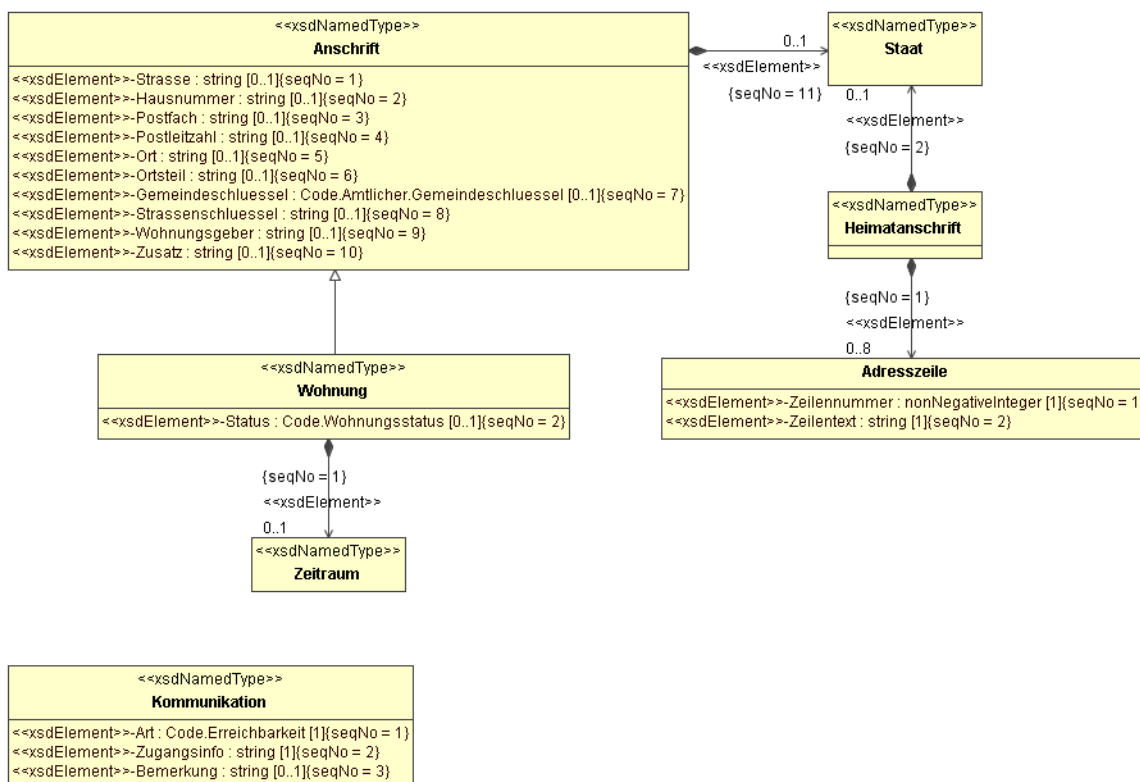 <<xsdNamedType>>
Anschrift
<<xsdElement>>-Strasse : string [0..1]{seqNo = 1}
<<xsdElement>>-Hausnummer : string [0..1]{seqNo = 2}
<<xsdElement>>-Postfach : string [0..1]{seqNo = 3}
<<xsdElement>>-Postleitzahl : string [0..1]{seqNo = 4}
<<xsdElement>>-Ort : string [0..1]{seqNo = 5}
<<xsdElement>>-Ortsteil : string [0..1]{seqNo = 6}
<<xsdElement>>-Gemeindeschluessel : Code.Amtlicher.Gemeindeschluessel [0..1]{seqNo = 7}
<<xsdElement>>-Strassenschluessel : string [0..1]{seqNo = 8}
<<xsdElement>>-Wohnungsgeber : string [0..1]{seqNo = 9}
<<xsdElement>>-Zusatz : string [0..1]{seqNo = 10}
0..1
<<xsdElement>>
{seqNo = 11}
<<xsdNamedType>>
Staat
0..1
<<xsdElement>>
{seqNo = 2}
<<xsdNamedType>>
Heimatanschrift
{seqNo = 1}
<<xsdElement>>
0..8
Adresszeile
<<xsdElement>>-Zeilennummer : nonNegativeInteger [1]{seqNo = 1
<<xsdElement>>-Zeilentext : string [1]{seqNo = 2}
<<xsdNamedType>>
Wohnung
<<xsdElement>>-Status : Code.Wohnungsstatus [0..1]{seqNo = 2}
{seqNo = 1}
<<xsdElement>>
0..1
<<xsdNamedType>>
Zeitraum
<<xsdNamedType>>
Kommunikation
<<xsdElement>>-Art : Code.Erreichbarkeit [1]{seqNo = 1}
<<xsdElement>>-Zugangsinfo : string [1]{seqNo = 2}
<<xsdElement>>-Bemerkung : string [0..1]{seqNo = 3}